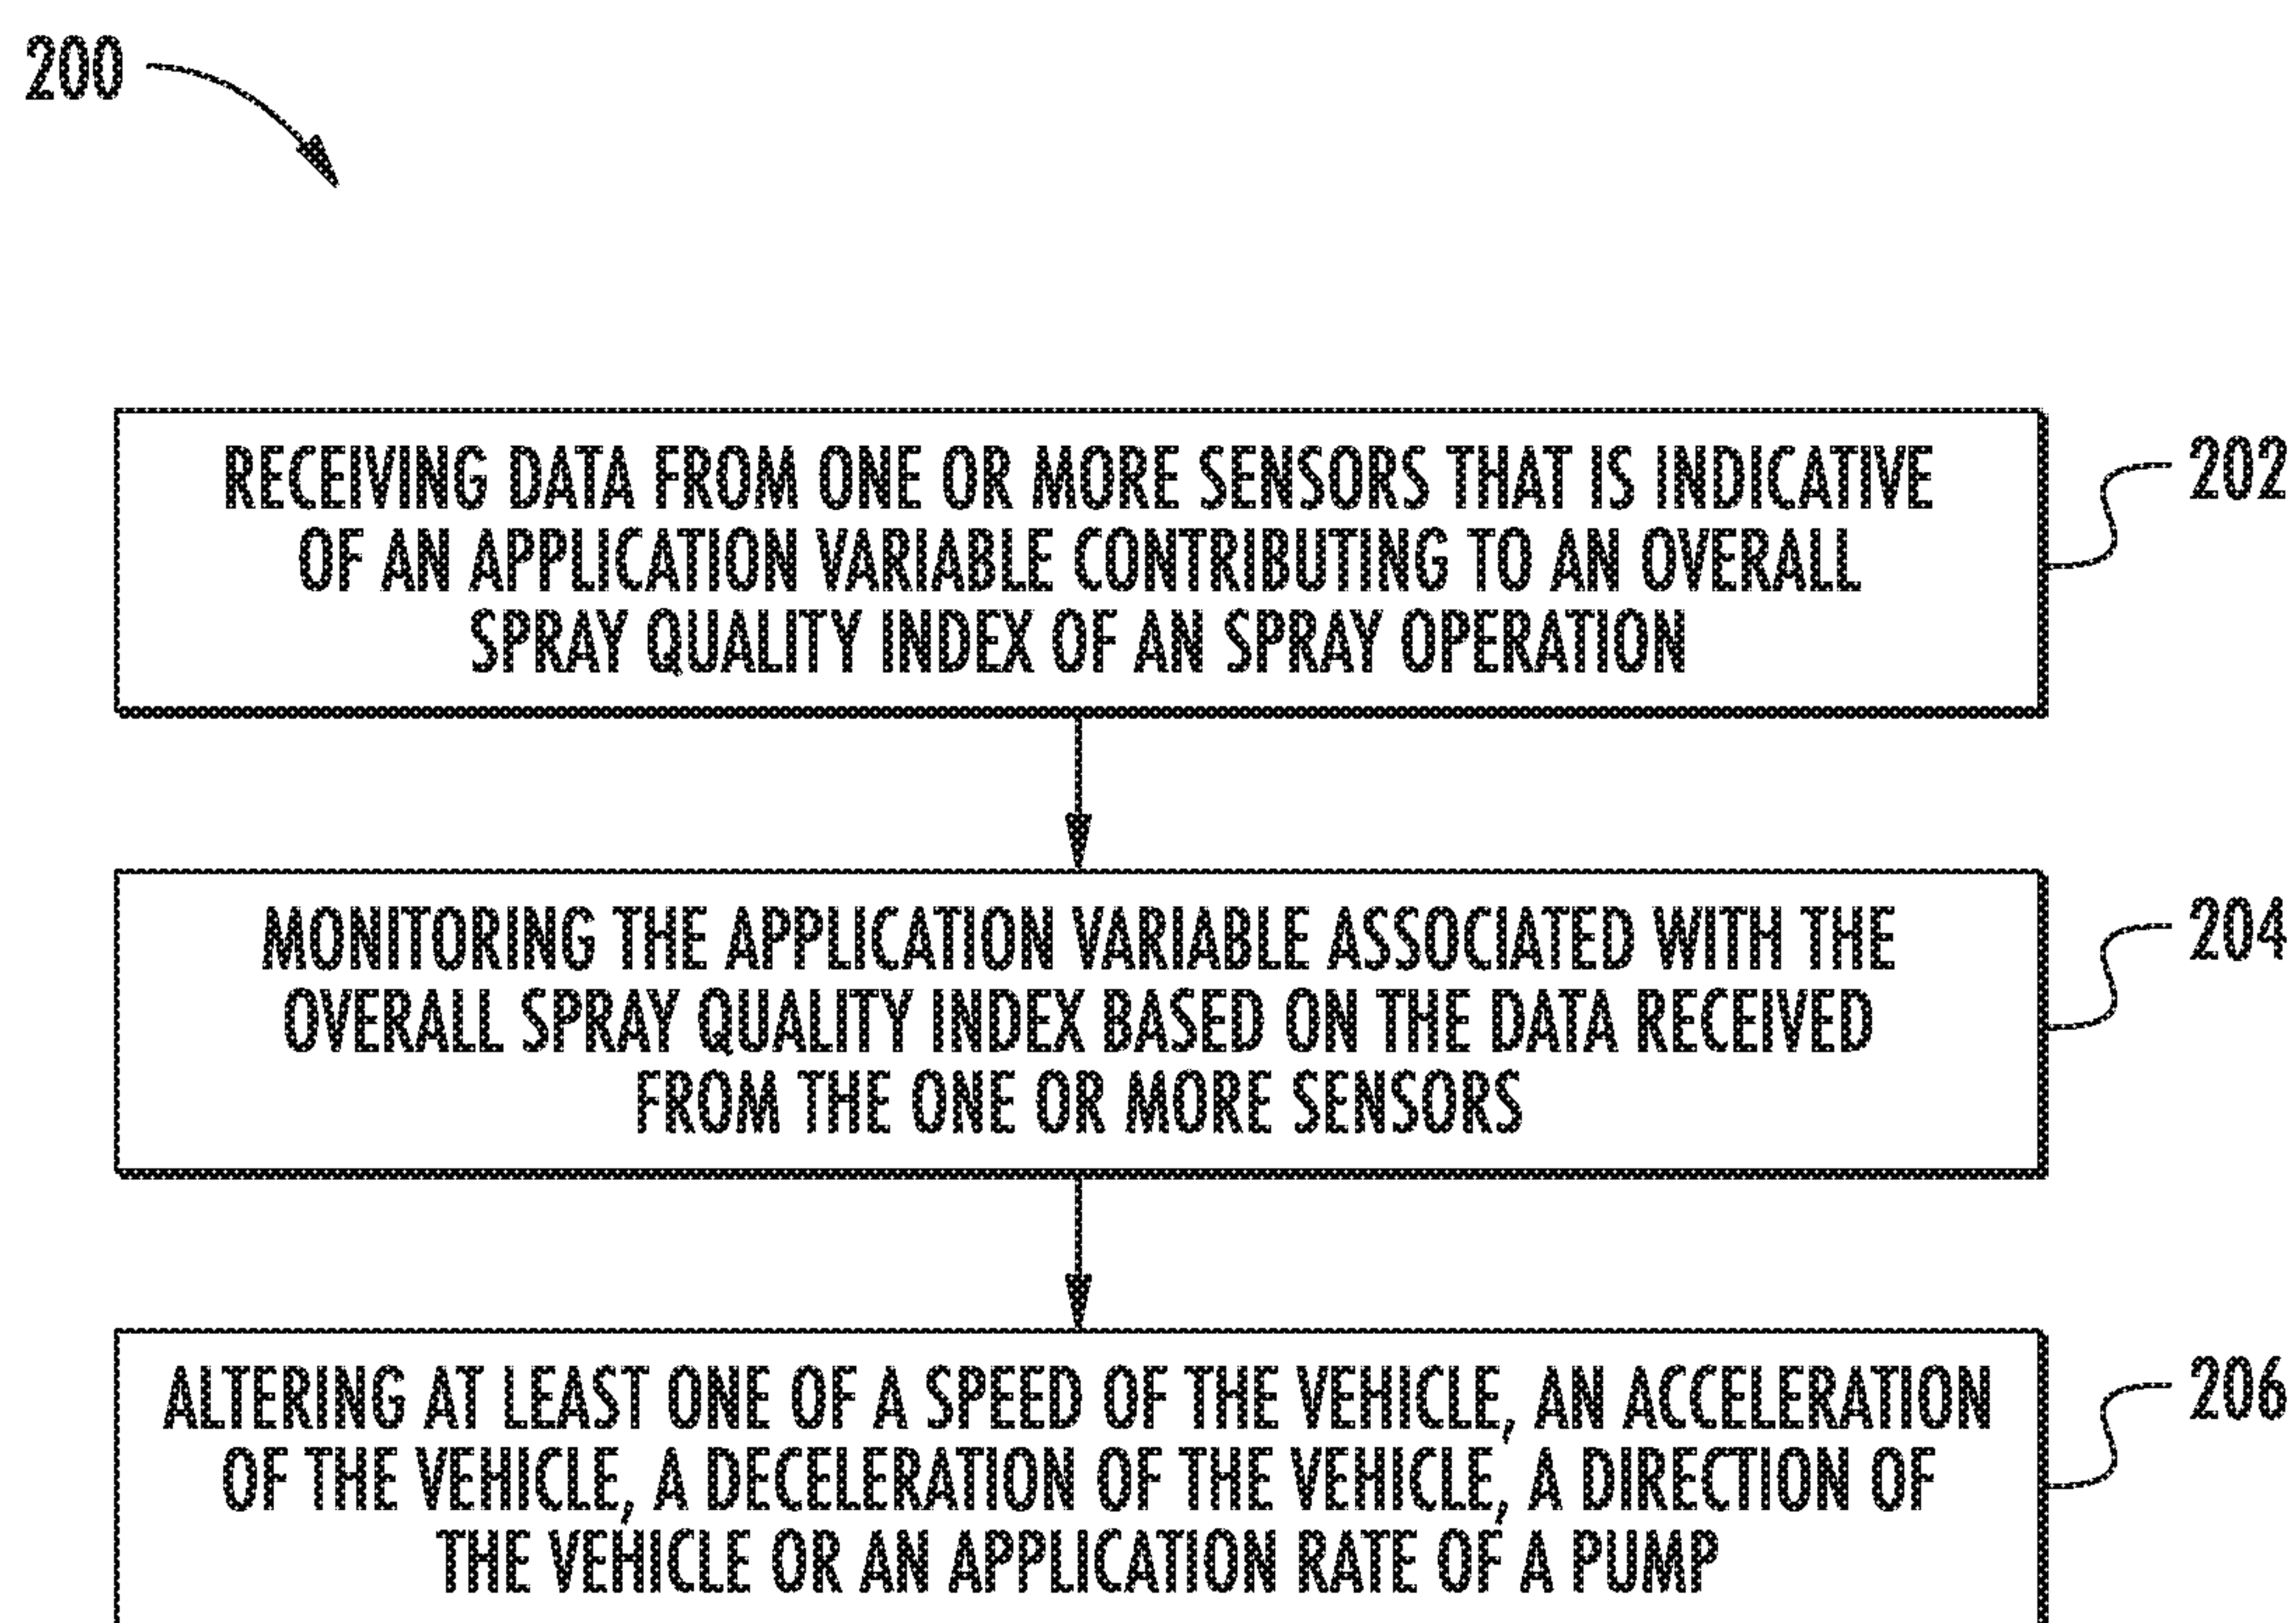 200
RECEIVING DATA FROM ONE OR MORE SENSORS THAT IS INDICATIVE
OF AN APPLICATION VARIABLE CONTRIBUTING TO AN OVERALL
SPRAY QUALITY INDEX OF AN SPRAY OPERATION
202
MONITORING THE APPLICATION VARIABLE ASSOCIATED WITH THE
OVERALL SPRAY QUALITY INDEX BASED ON THE DATA RECEIVED
FROM THE ONE OR MORE SENSORS
204
ALTERING AT LEAST ONE OF A SPEED OF THE VEHICLE, AN ACCELERATION
OF THE VEHICLE, A DECELERATION OF THE VEHICLE, A DIRECTION OF
THE VEHICLE OR AN APPLICATION RATE OF A PUMP
206